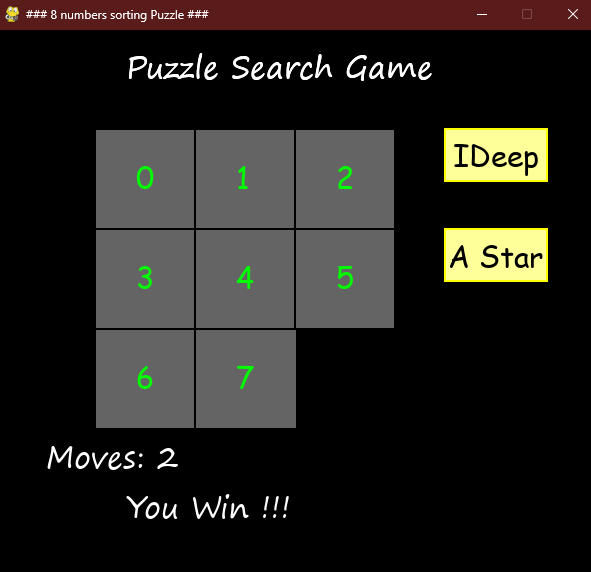 ### 8 numbers sorting Puzzle ###
Puzzle Search Game
0 1 2
IDeep
3 4 5
A Star
6 7
Moves: 2
You Win !!!